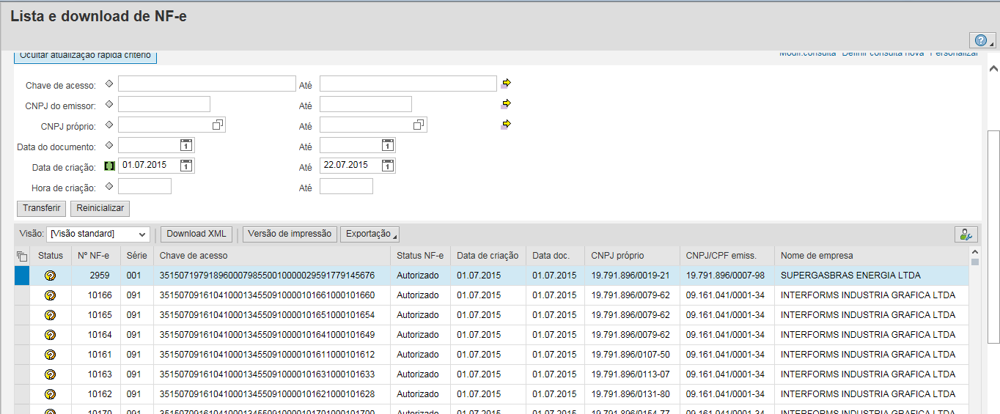 Lista e download de NF-e
Ocultar atualização rápida critério
Modif.consulta Definir consulta nova Personalizar
Chave de acesso: Até
CNPJ do emissor: Até
CNPJ próprio: Até
Data do documento: Até
Data de criação: 01.07.2015 Até 22.07.2015
Hora de criação: Até
Transferir Reinicializar
Visão: [Visão standard] Download XML Versão de impressão Exportação
Status Nº NF-e Série Chave de acesso Status NF-e Data de criação Data doc. CNPJ próprio CNPJ/CPF emiss. Nome de empresa
2959 001 35150719791896000798550010000029591779145676 Autorizado 01.07.2015 01.07.2015 19.791.896/0019-21 19.791.896/0007-98 SUPERGASBRAS ENERGIA LTDA
10166 091 35150709161041000134550910000101661000101660 Autorizado 01.07.2015 01.07.2015 19.791.896/0079-62 09.161.041/0001-34 INTERFORMS INDUSTRIA GRAFICA LTDA
10165 091 35150709161041000134550910000101651000101654 Autorizado 01.07.2015 01.07.2015 19.791.896/0079-62 09.161.041/0001-34 INTERFORMS INDUSTRIA GRAFICA LTDA
10164 091 35150709161041000134550910000101641000101649 Autorizado 01.07.2015 01.07.2015 19.791.896/0079-62 09.161.041/0001-34 INTERFORMS INDUSTRIA GRAFICA LTDA
10161 091 35150709161041000134550910000101611000101612 Autorizado 01.07.2015 01.07.2015 19.791.896/0107-50 09.161.041/0001-34 INTERFORMS INDUSTRIA GRAFICA LTDA
10163 091 35150709161041000134550910000101631000101633 Autorizado 01.07.2015 01.07.2015 19.791.896/0113-07 09.161.041/0001-34 INTERFORMS INDUSTRIA GRAFICA LTDA
10162 091 35150709161041000134550910000101621000101628 Autorizado 01.07.2015 01.07.2015 19.791.896/0131-80 09.161.041/0001-34 INTERFORMS INDUSTRIA GRAFICA LTDA
10170 091 35150709161041000134550910000101701000101700 Autorizado 01.07.2015 01.07.2015 19.791.896/0154-77 09.161.041/0001-34 INTERFORMS INDUSTRIA GRAFICA LTDA